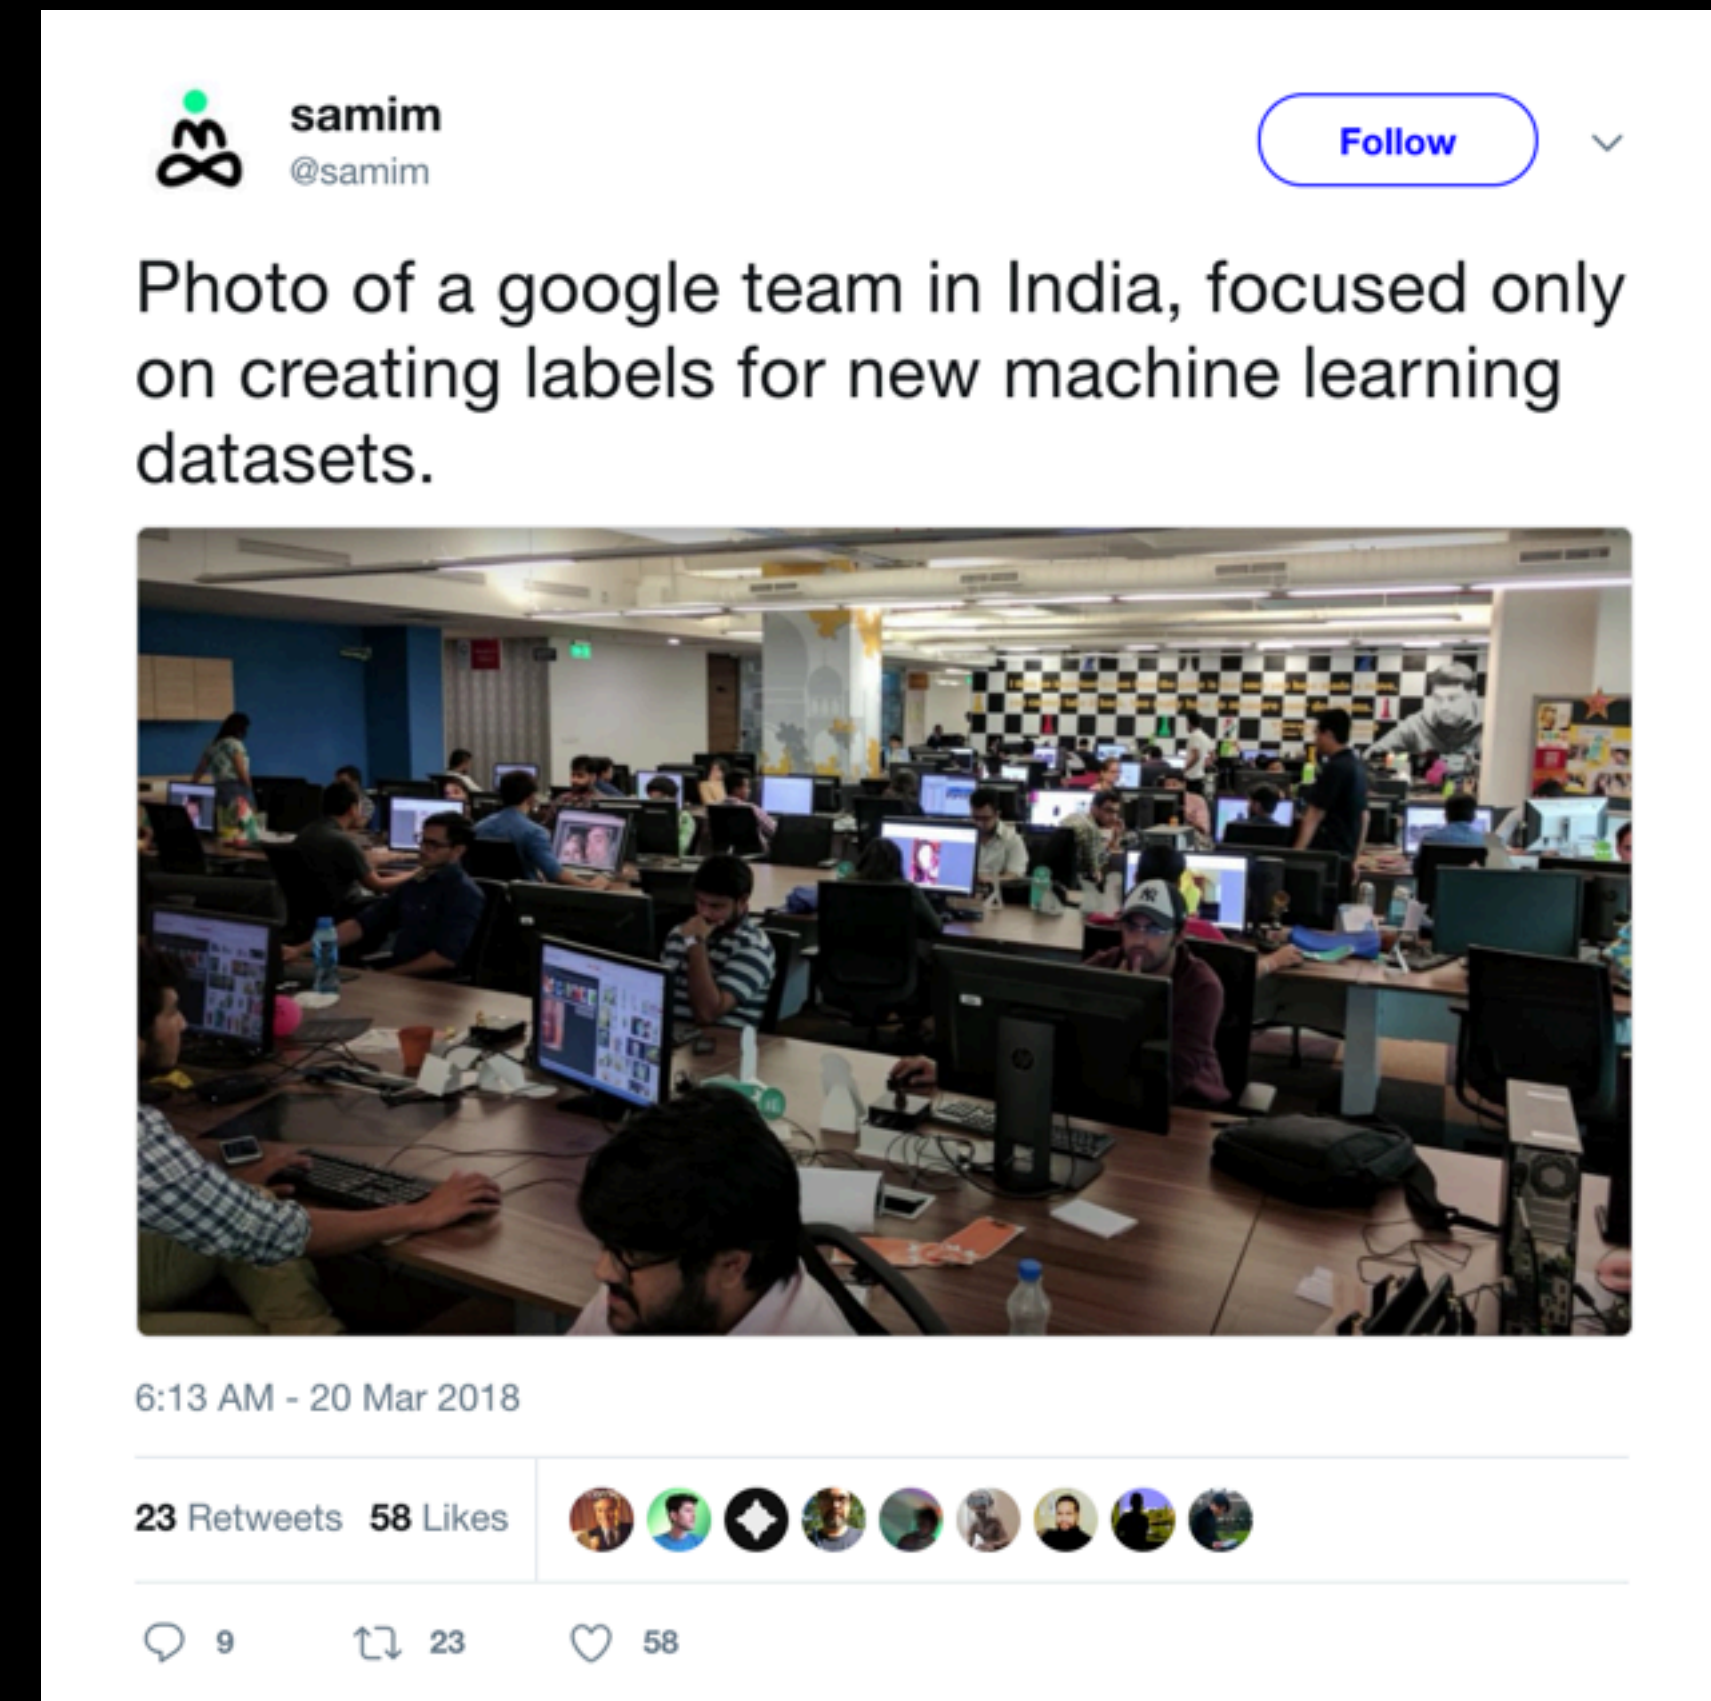 samim
@samim
Follow
Photo of a google team in India, focused only
on creating labels for new machine learning
datasets.
6:13 AM - 20 Mar 2018
23 Retweets 58 Likes
9 23 58